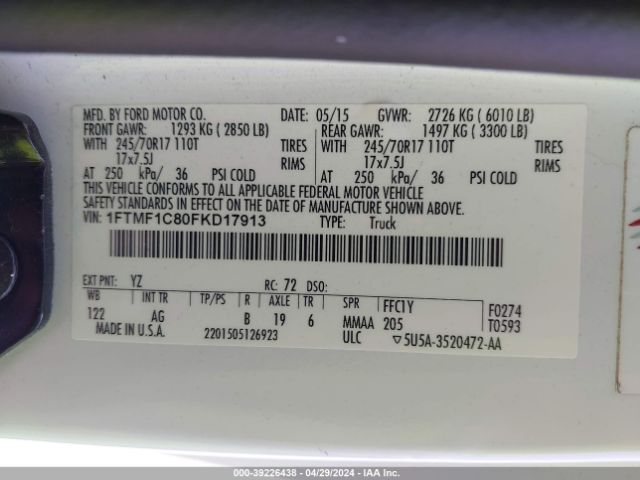 MFD. BY FORD MOTOR CO. DATE: 05/15 GVWR: 2726 KG ( 6010 LB)
FRONT GAWR: 1293 KG ( 2850 LB) REAR GAWR: 1497 KG ( 3300 LB)
WITH 245/70R17 110T TIRES WITH 245/70R17 110T TIRES
17x7.5J RIMS 17x7.5J RIMS
AT 250 kPa/ 36 PSI COLD AT 250 kPa/ 36 PSI COLD
THIS VEHICLE CONFORMS TO ALL APPLICABLE FEDERAL MOTOR VEHICLE
SAFETY STANDARDS IN EFFECT ON THE DATE OF MANUFACTURE SHOWN ABOVE.
VIN: 1FTMF1C80FKD17913 TYPE: Truck
EXT PNT: YZ RC: 72 DSO:
WB INT TR TP/PS R AXLE TR SPR FFC1Y F0274
122 AG B 19 6 MMAA 205 T0593
MADE IN U.S.A. 2201505126923 ULC ▽5U5A-3520472-AA
000-39226438 - 04/29/2024 - IAA Inc.